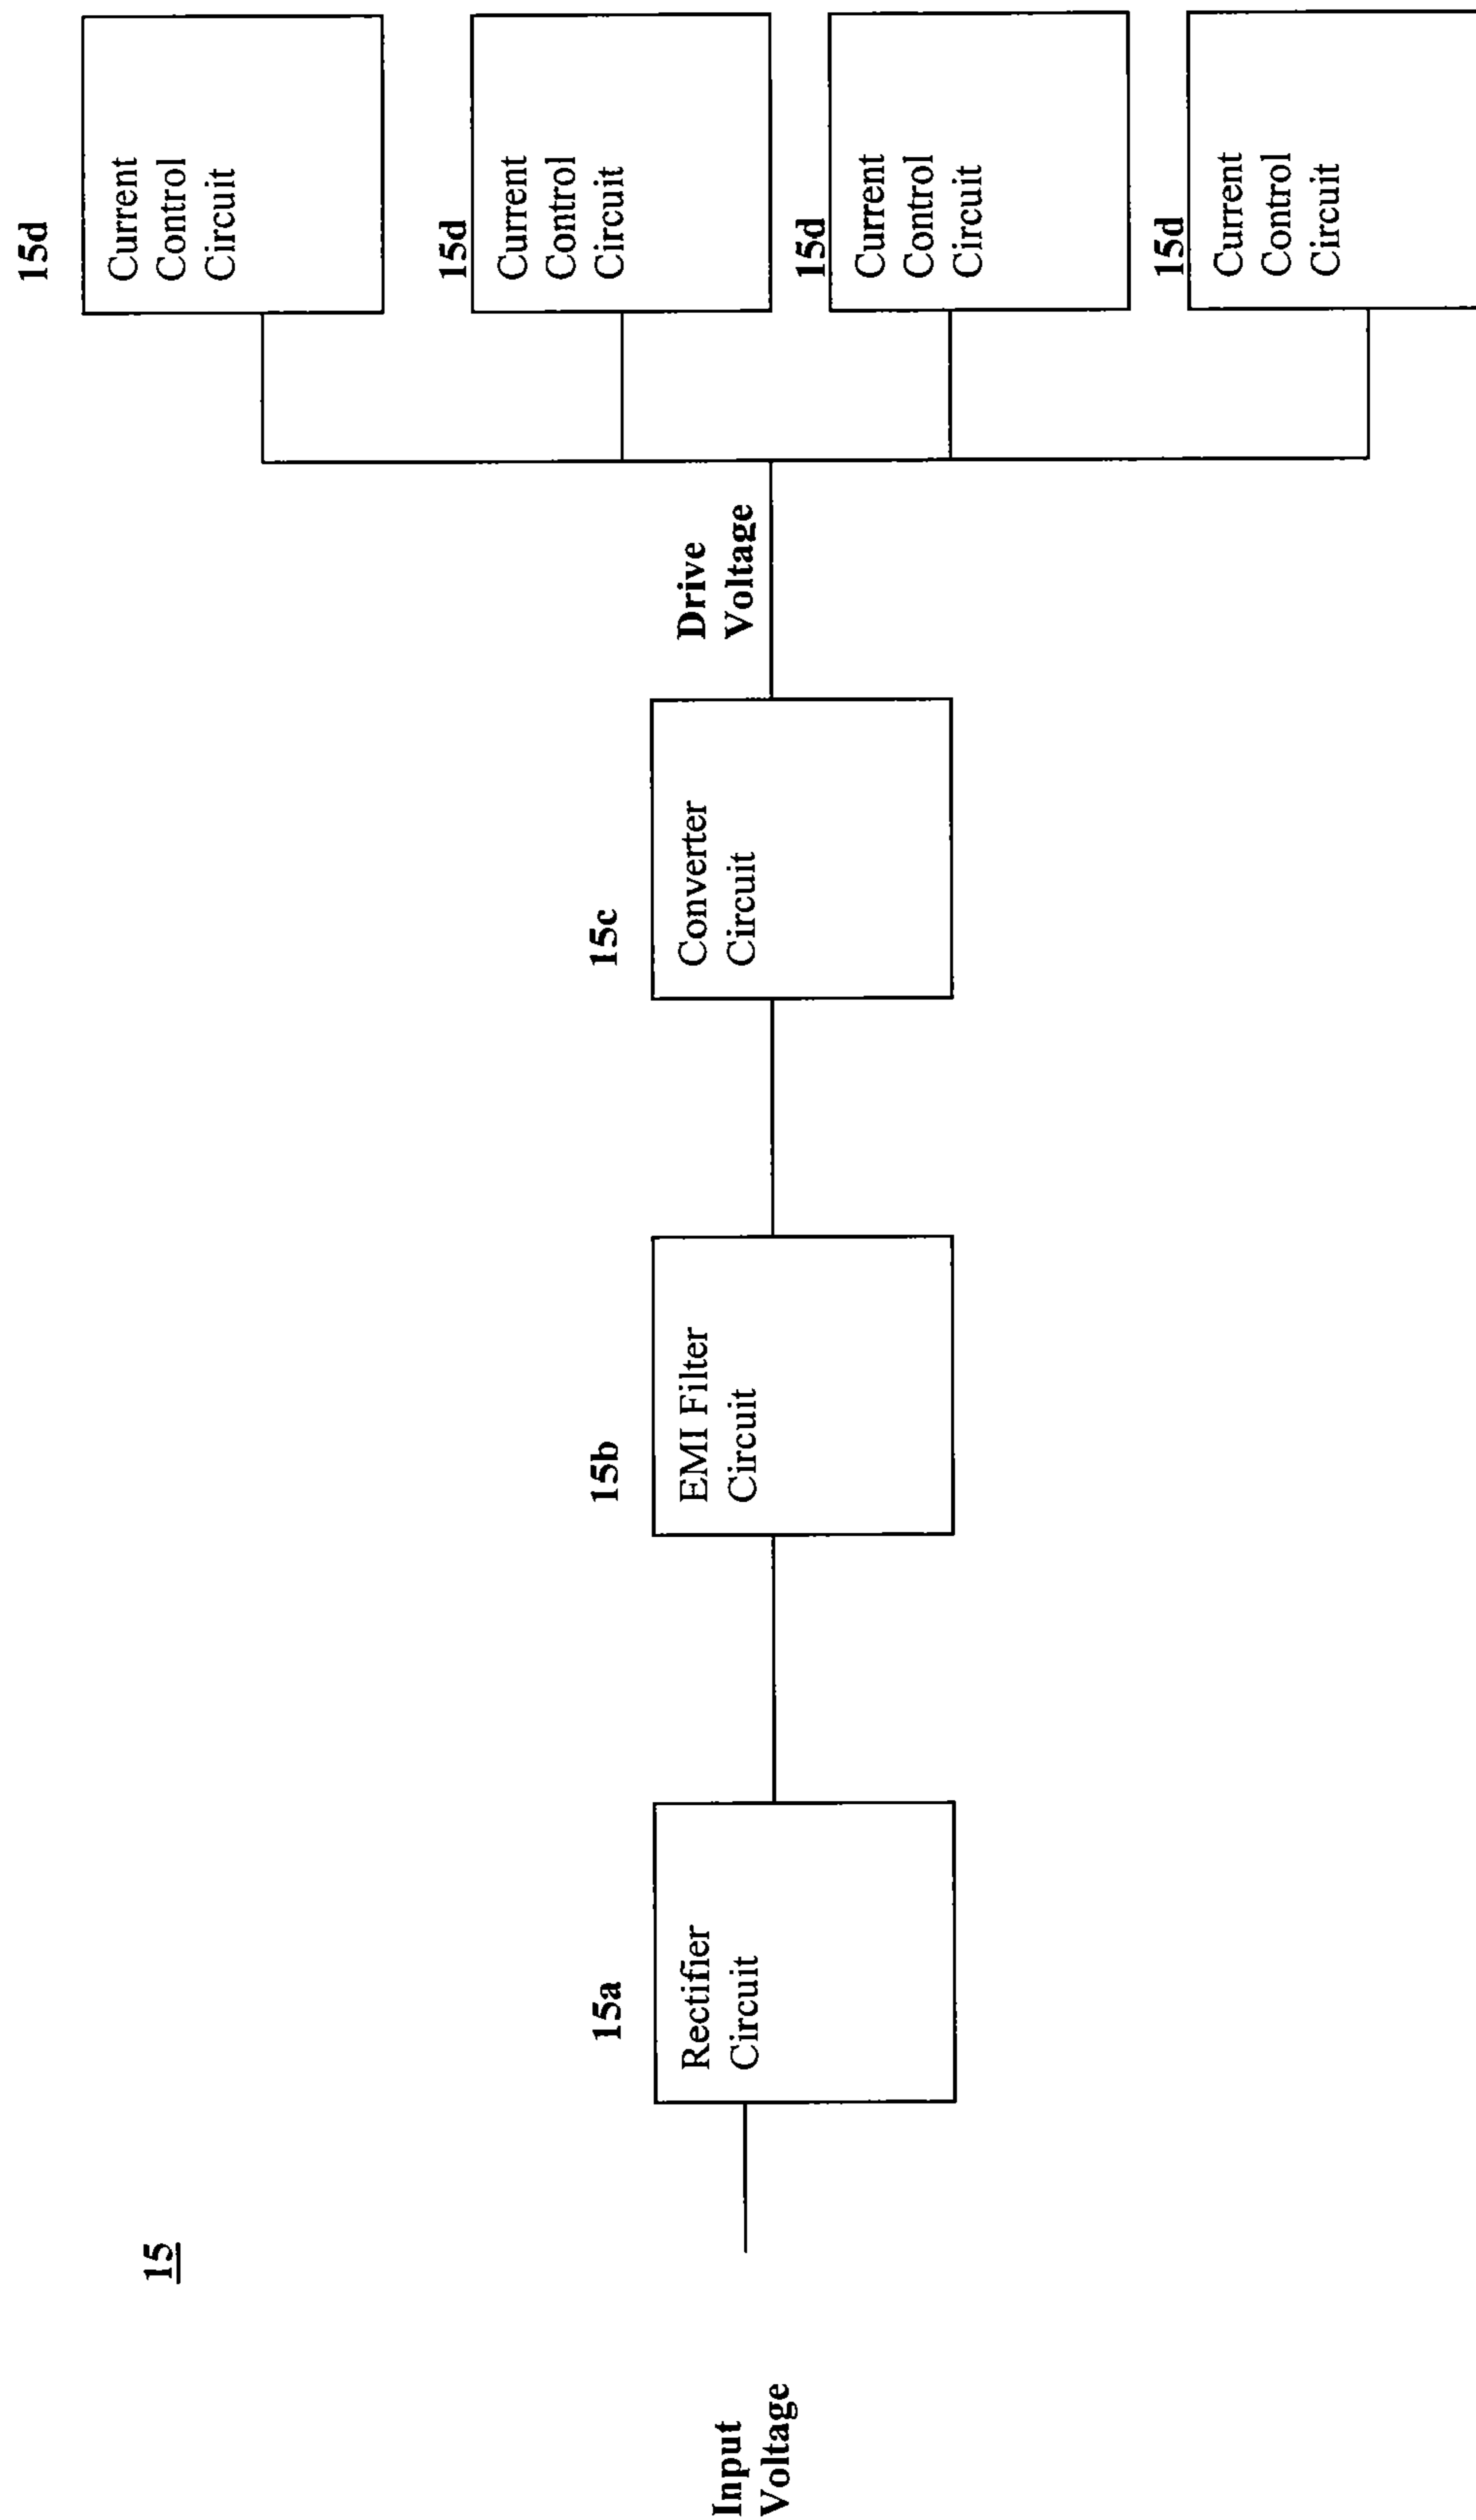 15
Input
Voltage
15a
Rectifier
Circuit
15b
EMI Filter
Circuit
15c
Converter
Circuit
Drive
Voltage
15d
Current
Control
Circuit
15d
Current
Control
Circuit
15d
Current
Control
Circuit
15d
Current
Control
Circuit